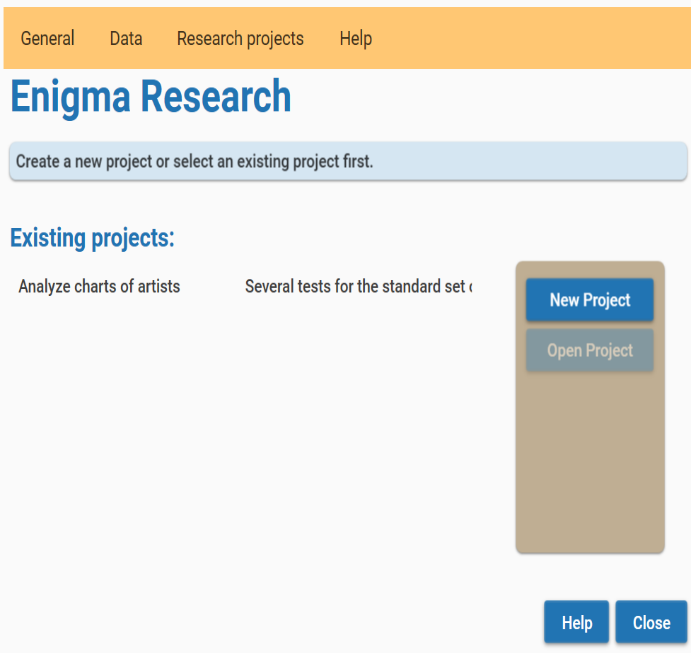 General Data Research projects Help
Enigma Research
Create a new project or select an existing project first.
Existing projects:
Analyze charts of artists Several tests for the standard set
New Project
Open Project
Help Close